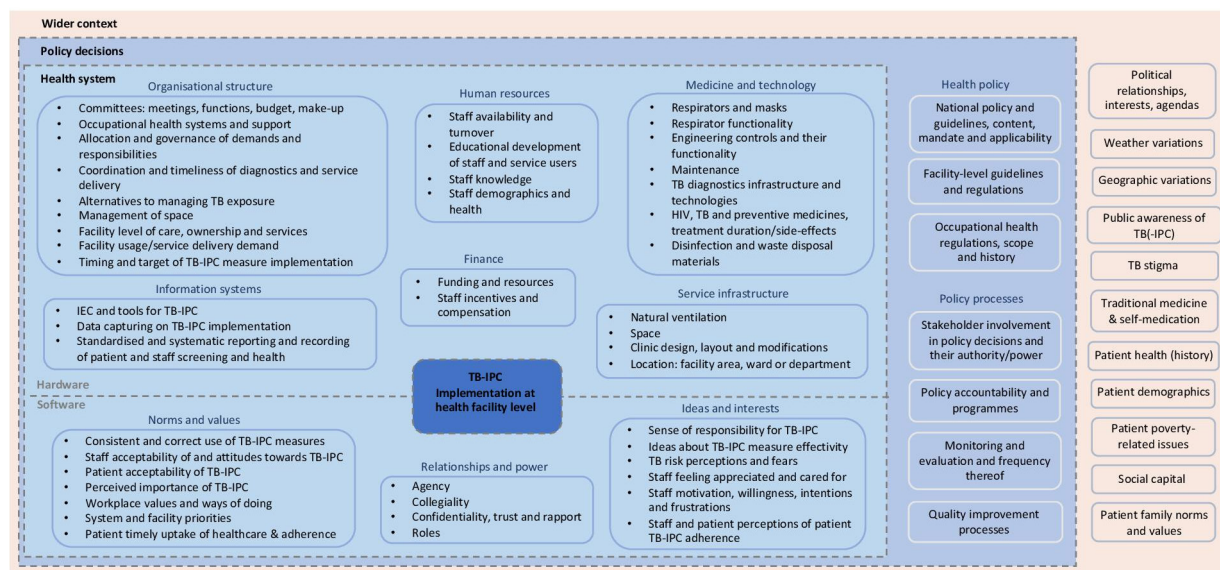 Wider context
Policy decisions
Health system
Organisational structure
• Committees: meetings, functions, budget, make-up
• Occupational health systems and support
• Allocation and governance of demands and
responsibilities
• Coordination and timeliness of diagnostics and service
delivery
• Alternatives to managing TB exposure
• Management of space
• Facility level of care, ownership and services
• Facility usage/service delivery demand
• Timing and target of TB-IPC measure implementation
Human resources
• Staff availability and
turnover
• Educational development
of staff and service users
• Staff knowledge
• Staff demographics and
health
Medicine and technology
• Respirators and masks
• Respirator functionality
• Engineering controls and their
functionality
• Maintenance
• TB diagnostics infrastructure and
technologies
• HIV, TB and preventive medicines,
treatment duration/side-effects
• Disinfection and waste disposal
materials
Information systems
• IEC and tools for TB-IPC
• Data capturing on TB-IPC implementation
• Standardised and systematic reporting and recording
of patient and staff screening and health
Finance
• Funding and resources
• Staff incentives and
compensation
Service infrastructure
• Natural ventilation
• Space
• Clinic design, layout and modifications
• Location: facility area, ward or department
Hardware
Software
TB-IPC
Implementation at
health facility level
Norms and values
• Consistent and correct use of TB-IPC measures
• Staff acceptability of and attitudes towards TB-IPC
• Patient acceptability of TB-IPC
• Perceived importance of TB-IPC
• Workplace values and ways of doing
• System and facility priorities
• Patient timely uptake of healthcare & adherence
Relationships and power
• Agency
• Collegiality
• Confidentiality, trust and rapport
• Roles
Ideas and interests
• Sense of responsibility for TB-IPC
• Ideas about TB-IPC measure effectivity
• TB risk perceptions and fears
• Staff feeling appreciated and cared for
• Staff motivation, willingness, intentions
and frustrations
• Staff and patient perceptions of patient
TB-IPC adherence
Health policy
National policy and
guidelines, content,
mandate and applicability
Facility-level guidelines
and regulations
Occupational health
regulations, scope
and history
Policy processes
Stakeholder involvement
in policy decisions and
their authority/power
Policy accountability and
programmes
Monitoring and
evaluation and frequency
thereof
Quality improvement
processes
Political
relationships,
interests, agendas
Weather variations
Geographic variations
Public awareness of
TB(-IPC)
TB stigma
Traditional medicine
& self-medication
Patient health (history)
Patient demographics
Patient poverty-
related issues
Social capital
Patient family norms
and values